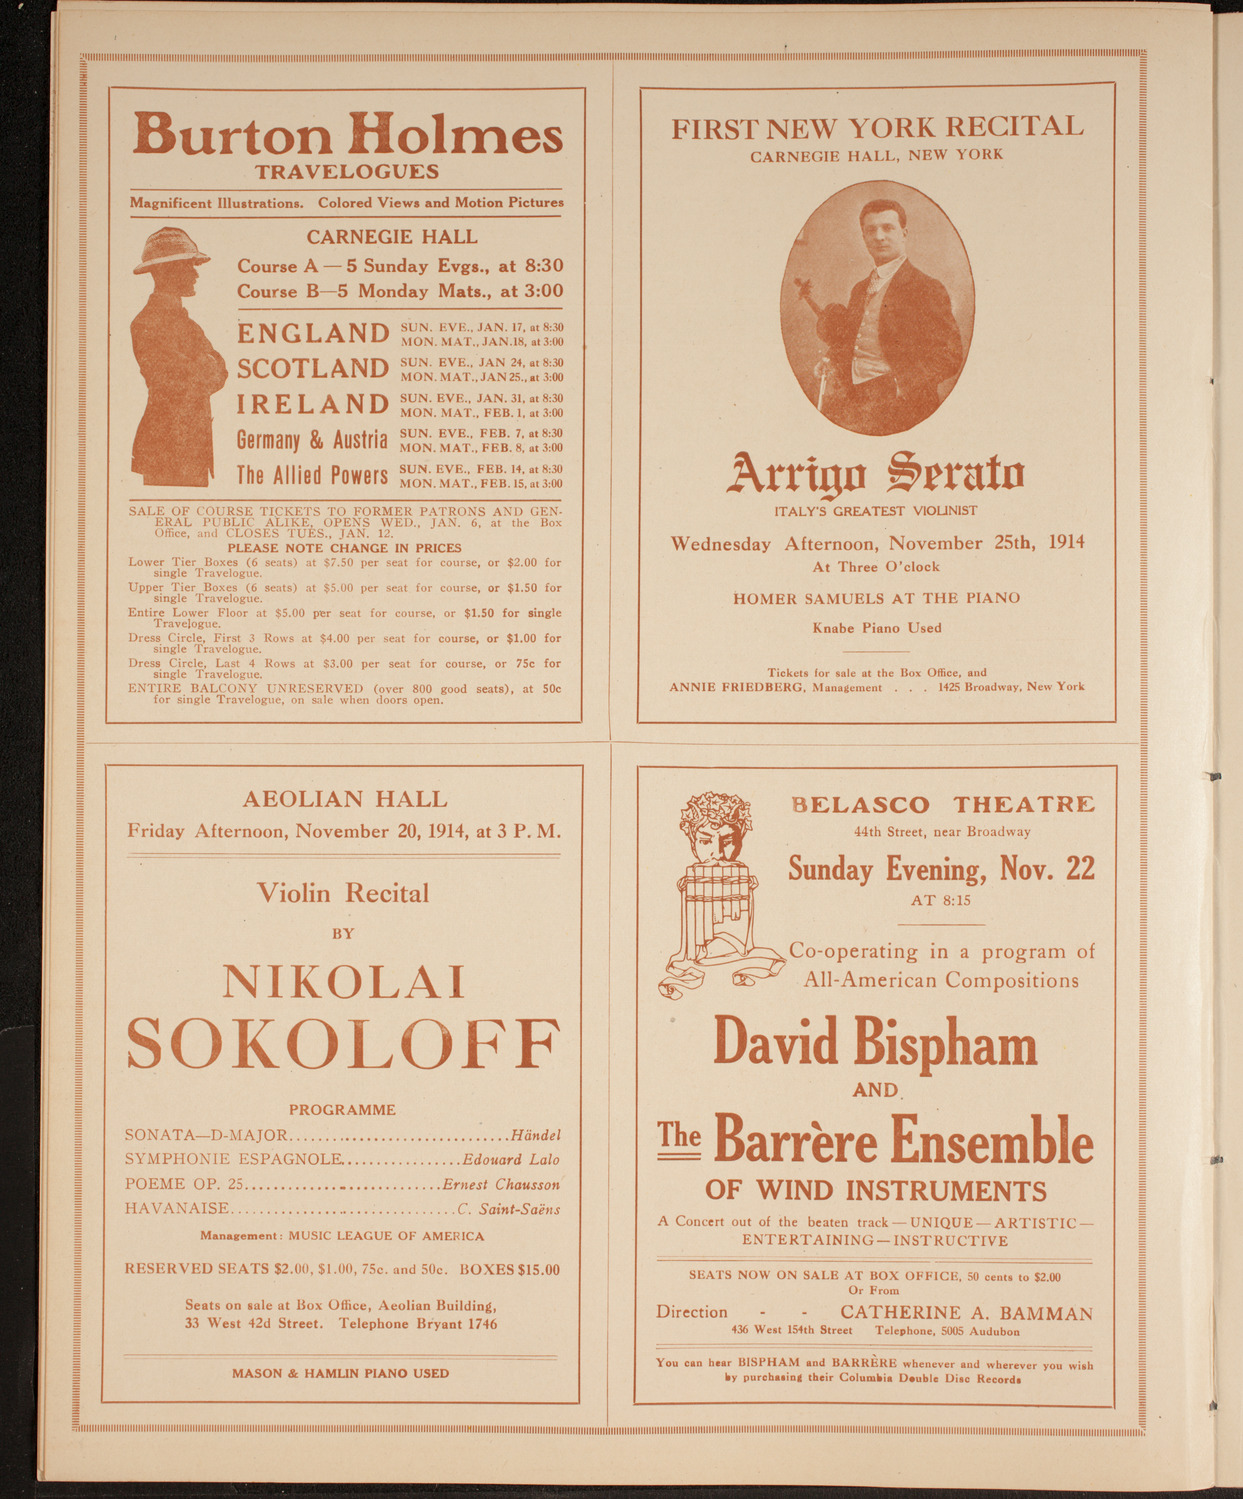 Burton Holmes
TRAVELOGUES
Magnificent Illustrations. Colored Views and Motion Pictures
CARNEGIE HALL
Course A — 5 Sunday Evgs., at 8:30
Course B—5 Monday Mats., at 3:00
ENGLAND SUN. EVE., JAN. 17, at 8:30
MON. MAT., JAN. 18, at 3:00
SCOTLAND SUN. EVE., JAN 24, at 8:30
MON. MAT., JAN 25., at 3:00
IRELAND SUN. EVE., JAN. 31, at 8:30
MON. MAT., FEB. 1, at 3:00
Germany & Austria SUN. EVE., FEB. 7, at 8:30
MON. MAT., FEB. 8, at 3:00
The Allied Powers SUN. EVE., FEB. 14, at 8:30
MON. MAT., FEB. 15, at 3:00
SALE OF COURSE TICKETS TO FORMER PATRONS AND GEN-
ERAL PUBLIC ALIKE, OPENS WED., JAN. 6, at the Box
Office, and CLOSES TUES., JAN. 12.
PLEASE NOTE CHANGE IN PRICES
Lower Tier Boxes (6 seats) at $7.50 per seat for course, or $2.00 for
single Travelogue.
Upper Tier Boxes (6 seats) at $5.00 per seat for course, or $1.50 for
single Travelogue.
Entire Lower Floor at $5.00 per seat for course, or $1.50 for single
Travelogue.
Dress Circle, First 3 Rows at $4.00 per seat for course, or $1.00 for
single Travelogue.
Dress Circle, Last 4 Rows at $3.00 per seat for course, or 75c for
single Travelogue.
ENTIRE BALCONY UNRESERVED (over 800 good seats), at 50c
for single Travelogue, on sale when doors open.
FIRST NEW YORK RECITAL
CARNEGIE HALL, NEW YORK
Arrigo Serato
ITALY'S GREATEST VIOLINIST
Wednesday Afternoon, November 25th, 1914
At Three O'clock
HOMER SAMUELS AT THE PIANO
Knabe Piano Used
Tickets for sale at the Box Office, and
ANNIE FRIEDBERG, Management . . . 1425 Broadway, New York
AEOLIAN HALL
Friday Afternoon, November 20, 1914, at 3 P. M.
Violin Recital
BY
NIKOLAI
SOKOLOFF
PROGRAMME
SONATA—D-MAJOR................................Händel
SYMPHONIE ESPAGNOLE.................Edouard Lalo
POEME OP. 25............................Ernest Chausson
HAVANAISE................................C. Saint-Saëns
Management: MUSIC LEAGUE OF AMERICA
RESERVED SEATS $2.00, $1.00, 75c. and 50c. BOXES $15.00
Seats on sale at Box Office, Aeolian Building,
33 West 42d Street. Telephone Bryant 1746
MASON & HAMLIN PIANO USED
BELASCO THEATRE
44th Street, near Broadway
Sunday Evening, Nov. 22
AT 8:15
Co-operating in a program of
All-American Compositions
David Bispham
AND
The Barrère Ensemble
OF WIND INSTRUMENTS
A Concert out of the beaten track — UNIQUE — ARTISTIC —
ENTERTAINING — INSTRUCTIVE
SEATS NOW ON SALE AT BOX OFFICE, 50 cents to $2.00
Or From
Direction - - CATHERINE A. BAMMAN
436 West 154th Street Telephone, 5005 Audubon
You can hear BISPHAM and BARRÈRE whenever and wherever you wish
by purchasing their Columbia Double Disc Records